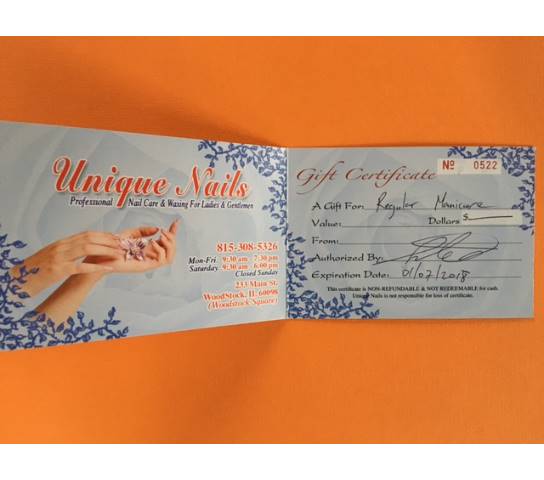 Unique Nails
Professional Nail Care & Waxing For Ladies & Gentlemen
815-308-5326
Mon-Fri 9:30 am - 7:30 pm
Saturday 9:30 am - 6:00 pm
Closed Sunday
233 Main St.
WoodStock, IL 60098
(Woodstock Square)
Nº 0522
Gift Certificate
A Gift For: Regular Manicure
Value: Dollars $
From:
Authorized By:
Expiration Date: 01/07/2018
This certificate is NON-REFUNDABLE & NOT REDEEMABLE for cash.
Unique Nails is not responsible for loss of certificate.